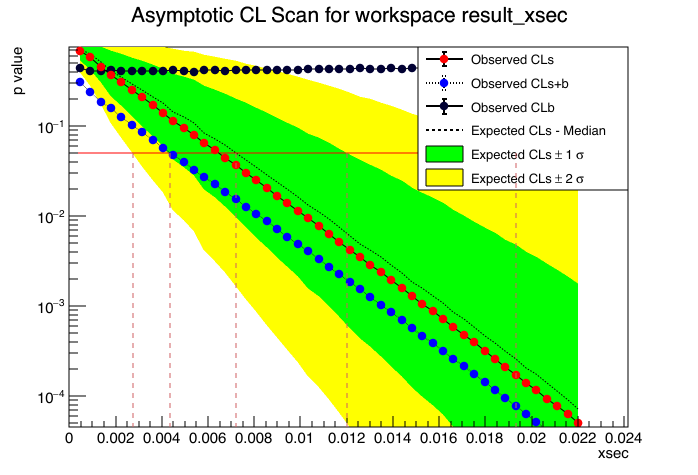 Asymptotic CL Scan for workspace result_xsec
p value
Observed CLs
Observed CLs+b
Observed CLb
Expected CLs - Median
Expected CLs ± 1 σ
Expected CLs ± 2 σ
10⁻¹
10⁻²
10⁻³
10⁻⁴
0 0.002 0.004 0.006 0.008 0.01 0.012 0.014 0.016 0.018 0.02 0.022 0.024
xsec